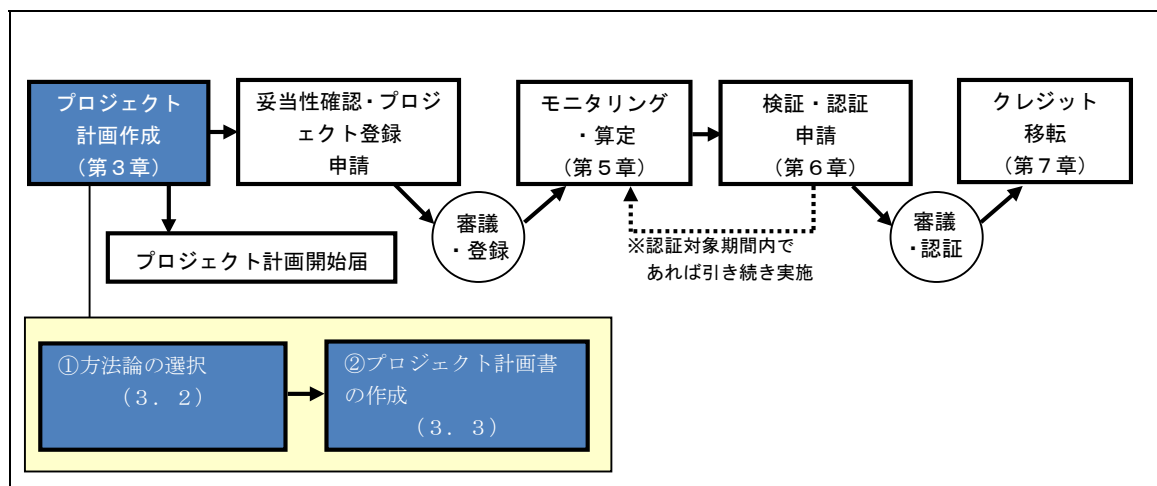 プロジェクト
計画作成
（第３章）
妥当性確認・プロジ
ェクト登録
申請
モニタリング
・算定
（第５章）
検証・認証
申請
（第６章）
クレジット
移転
（第７章）
審議
・登録
審議
・認証
プロジェクト計画開始届
※認証対象期間内で
あれば引き続き実施
①方法論の選択
（３．２）
②プロジェクト計画書
の作成
（３．３）